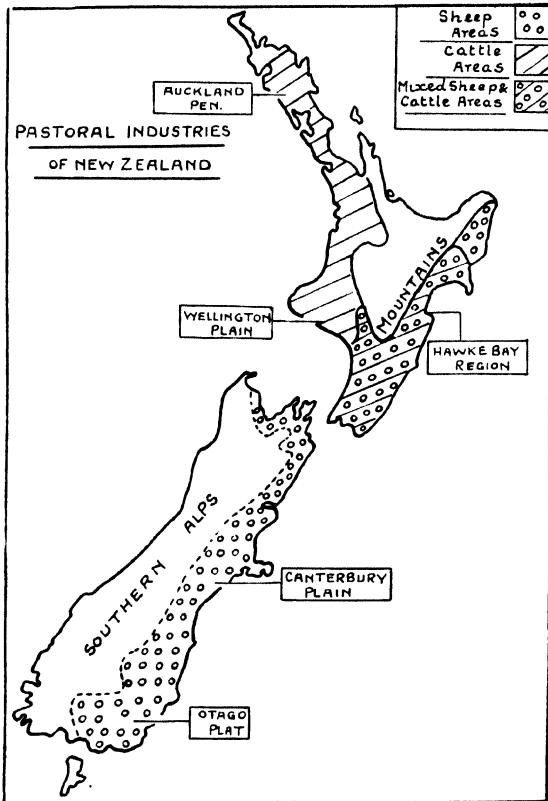 Sheep
Areas
Cattle
Areas
Mixed Sheep &
Cattle Areas
AUCKLAND
PEN.
PASTORAL INDUSTRIES
OF NEW ZEALAND
MOUNTAINS
WELLINGTON
PLAIN
HAWKE BAY
REGION
SOUTHERN ALPS
CANTERBURY
PLAIN
OTAGO
PLAT